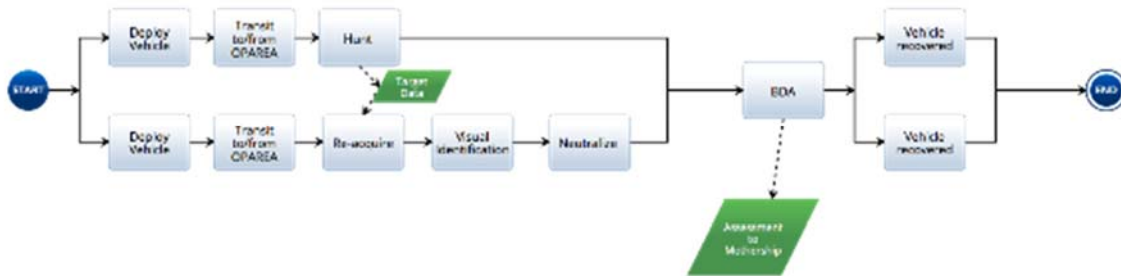 Deploy
Vehicle
Transit
to/from
OPAREA
Hunt
Target
Data
START
BDA
Vehicle
recovered
END
Deploy
Vehicle
Transit
to/from
OPAREA
Re-acquire
Visual
Identification
Neutralize
Vehicle
recovered
Assessment
to
Mothership